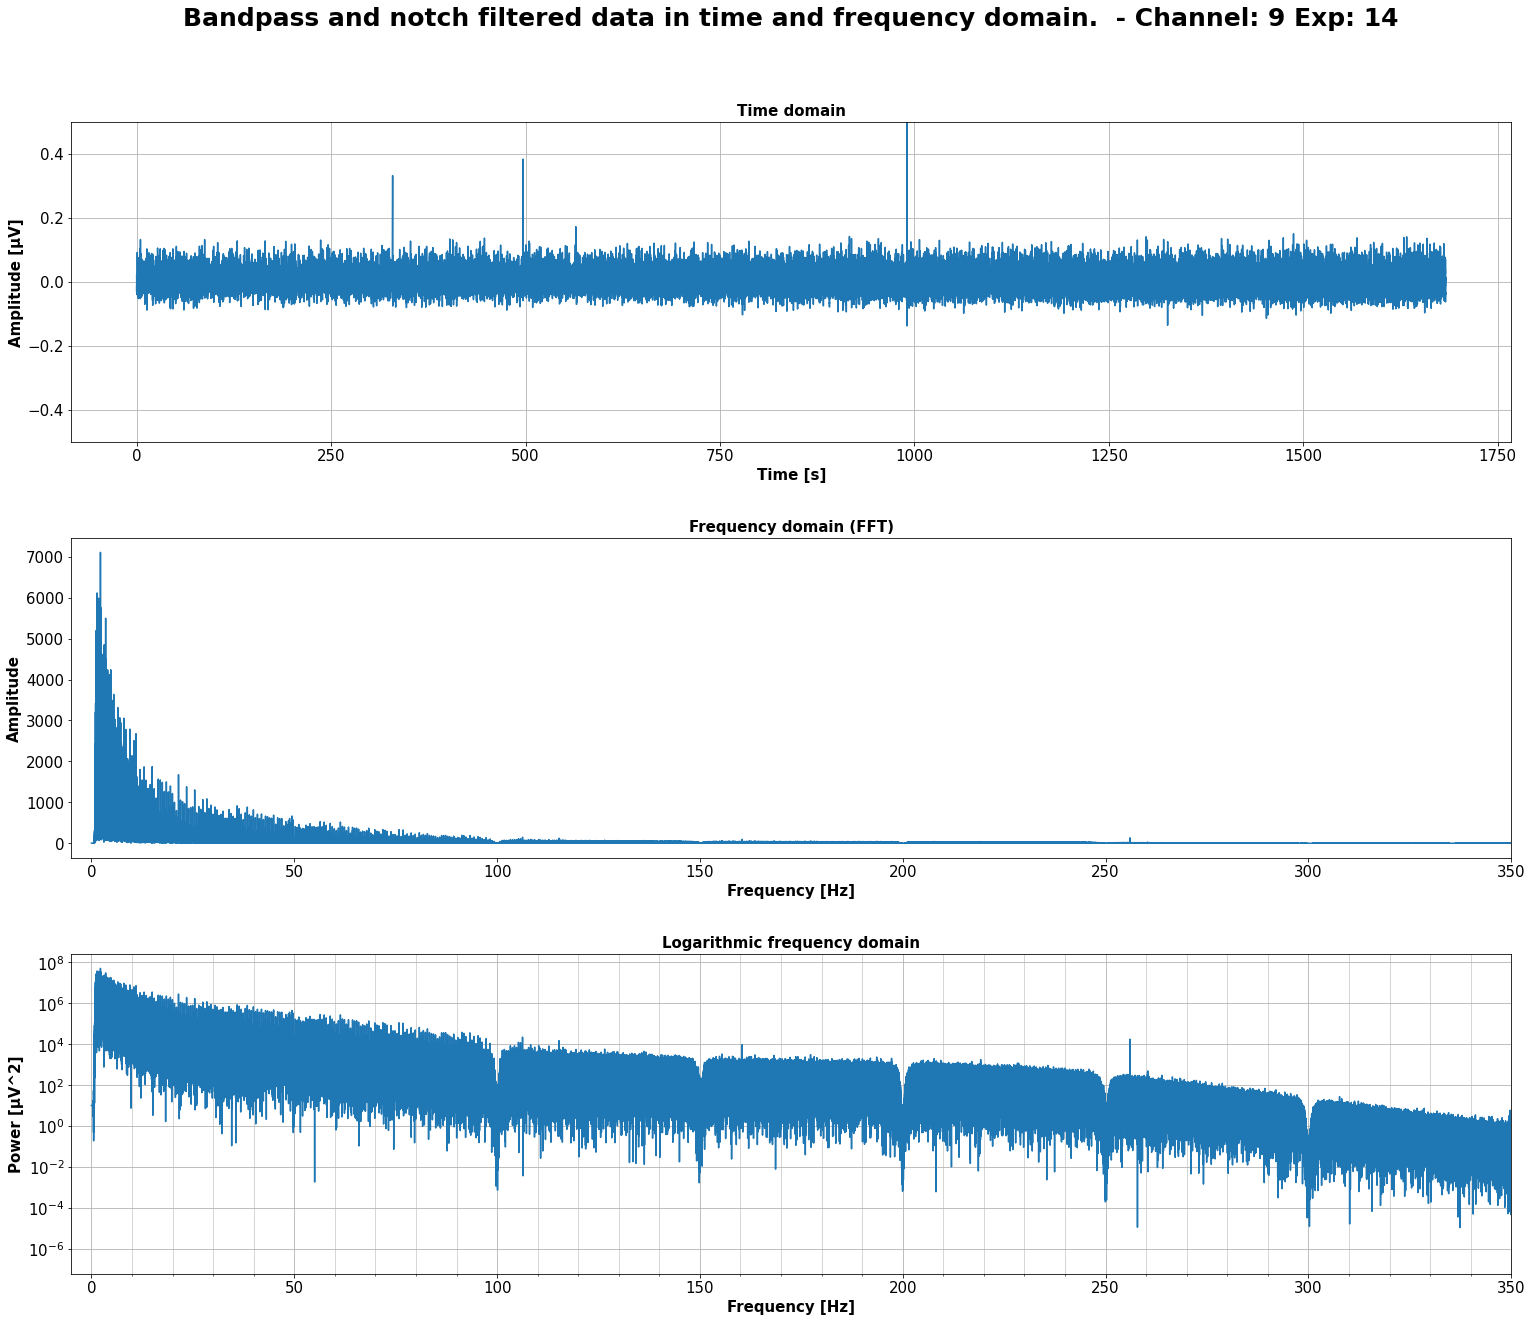 Bandpass and notch filtered data in time and frequency domain.  - Channel: 9 Exp: 14
Time domain
Amplitude [µV]
0.4
0.2
0.0
−0.2
−0.4
0 250 500 750 1000 1250 1500 1750
Time [s]
Frequency domain (FFT)
Amplitude
7000
6000
5000
4000
3000
2000
1000
0
0 50 100 150 200 250 300 350
Frequency [Hz]
Logarithmic frequency domain
Power [µV^2]
10^8
10^6
10^4
10^2
10^0
10^−2
10^−4
10^−6
0 50 100 150 200 250 300 350
Frequency [Hz]